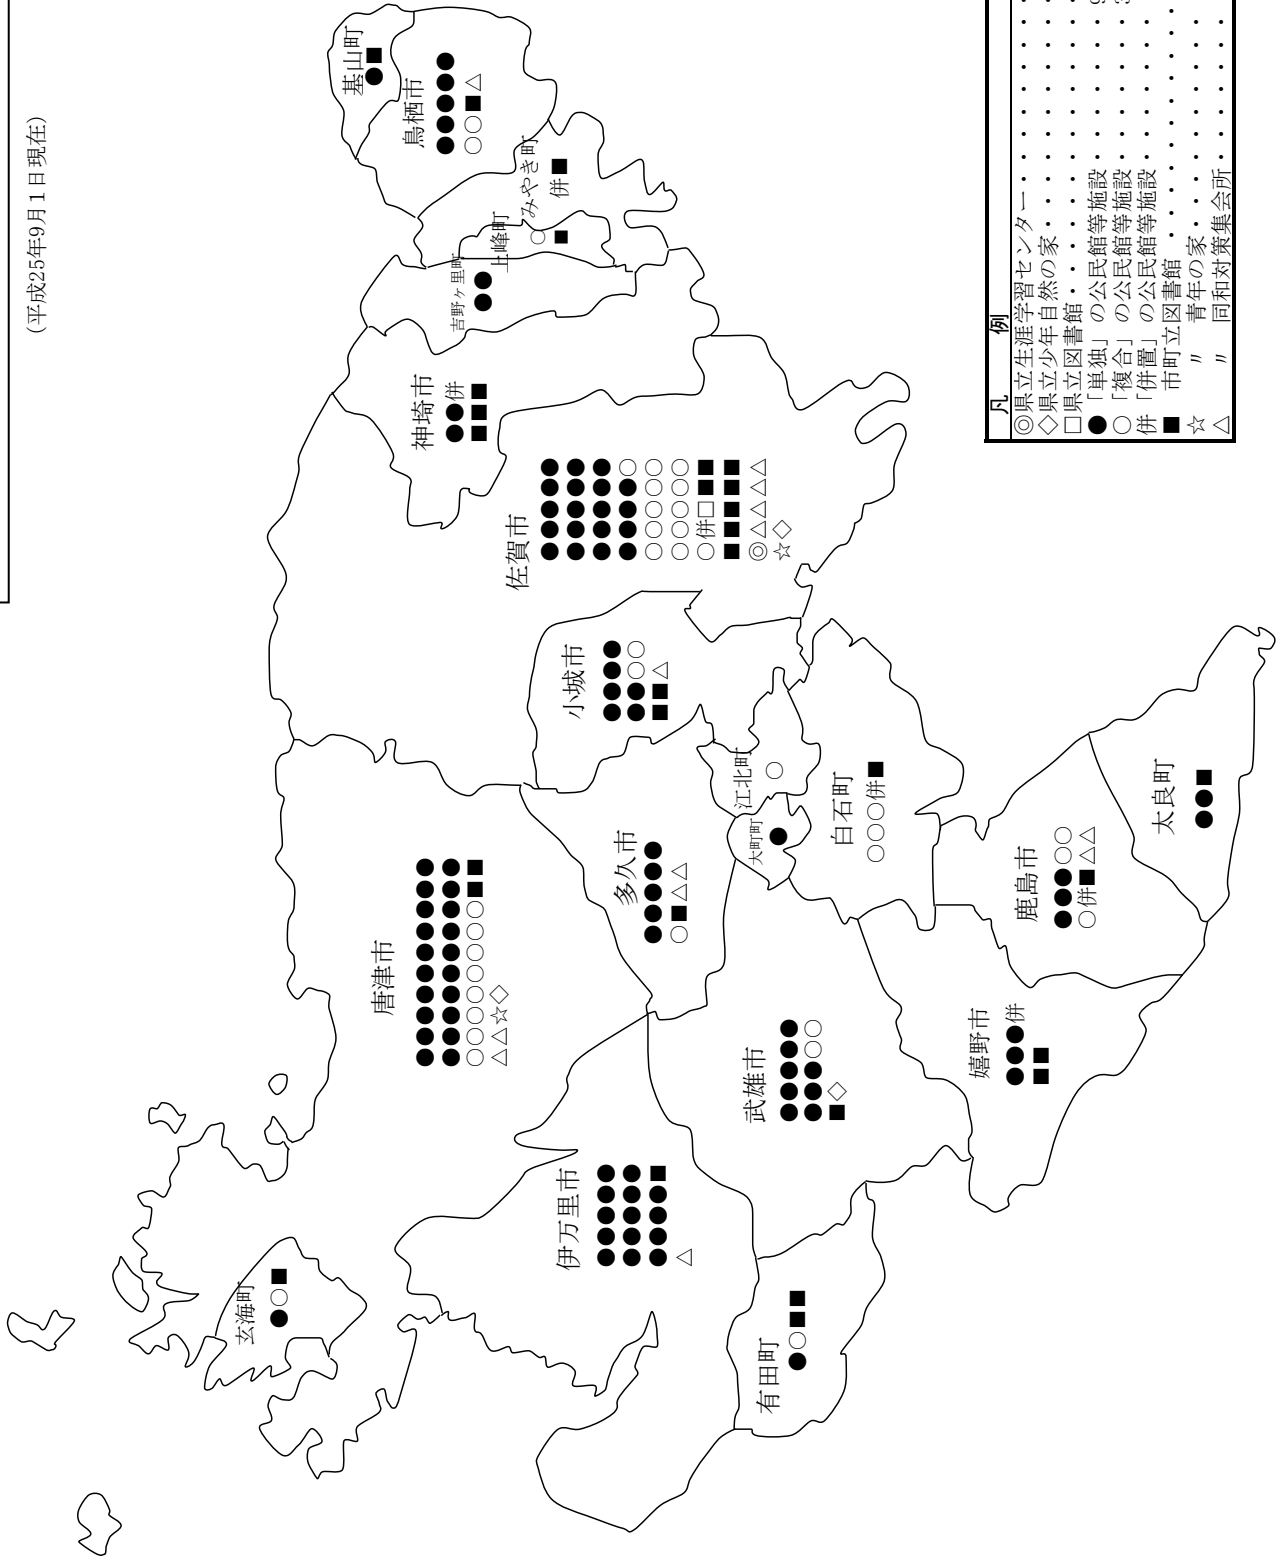 (平成25年9月1日現在)
玄海町
●○■
唐津市
●●●●●●●●●●
●●●●●●●●●●
○○○○○○○○■■
△△☆◇
伊万里市
●●●●●
●●●●●
●●●●■
△
有田町
●○■■
武雄市
●●●●●
●●●○○
■◇
嬉野市
●●●併
■■
多久市
●●●●●
○■△△
小城市
●●●●
●●○○
■■△
大町町
●
江北町
○
白石町
○○○併■
鹿島市
●●●○○
○併■△△
太良町
●●■
佐賀市
●●●●●
●●●●●
●●●●●
●●●●○
○○○○○
○○○○○
○併□■■
■■■■■
◎△△△△
☆◇
神埼市
●●併
■■■
吉野ヶ里町
●●
上峰町
○
■
みやき町
併■
鳥栖市
●●●●●
○○■△
基山町
●■
凡 例
◎県立生涯学習センター・・・・・・・
◇県立少年自然の家・・・・・・・・・
□県立図書館・・・・・・・・・・・・
●「単独」の公民館等施設・・・・・・・
○「複合」の公民館等施設・・・・・・・
併「併置」の公民館等施設・・・・・・・
■ 市町立図書館・・・・・・・・・・
☆ 〃 青年の家・・・・・・・・・
△ 〃 同和対策集会所・・・・・・・